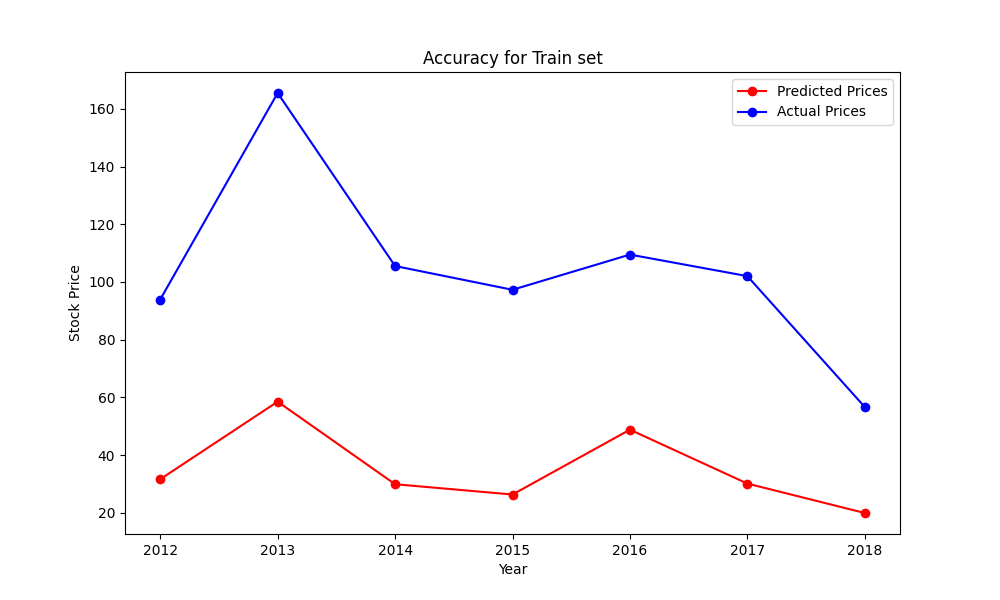 Accuracy for Train set
Predicted Prices
Actual Prices
Stock Price
160
140
120
100
80
60
40
20
2012 2013 2014 2015 2016 2017 2018
Year